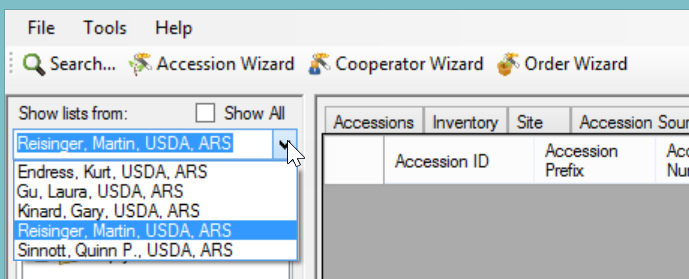 File Tools Help
Search... Accession Wizard Cooperator Wizard Order Wizard
Show lists from: Show All
Reisinger, Martin, USDA, ARS
Endress, Kurt, USDA, ARS
Gu, Laura, USDA, ARS
Kinard, Gary, USDA, ARS
Reisinger, Martin, USDA, ARS
Sinnott, Quinn P., USDA, ARS
Accessions Inventory Site Accession Sour
Accession ID
Accession
Prefix
Acc
Nu